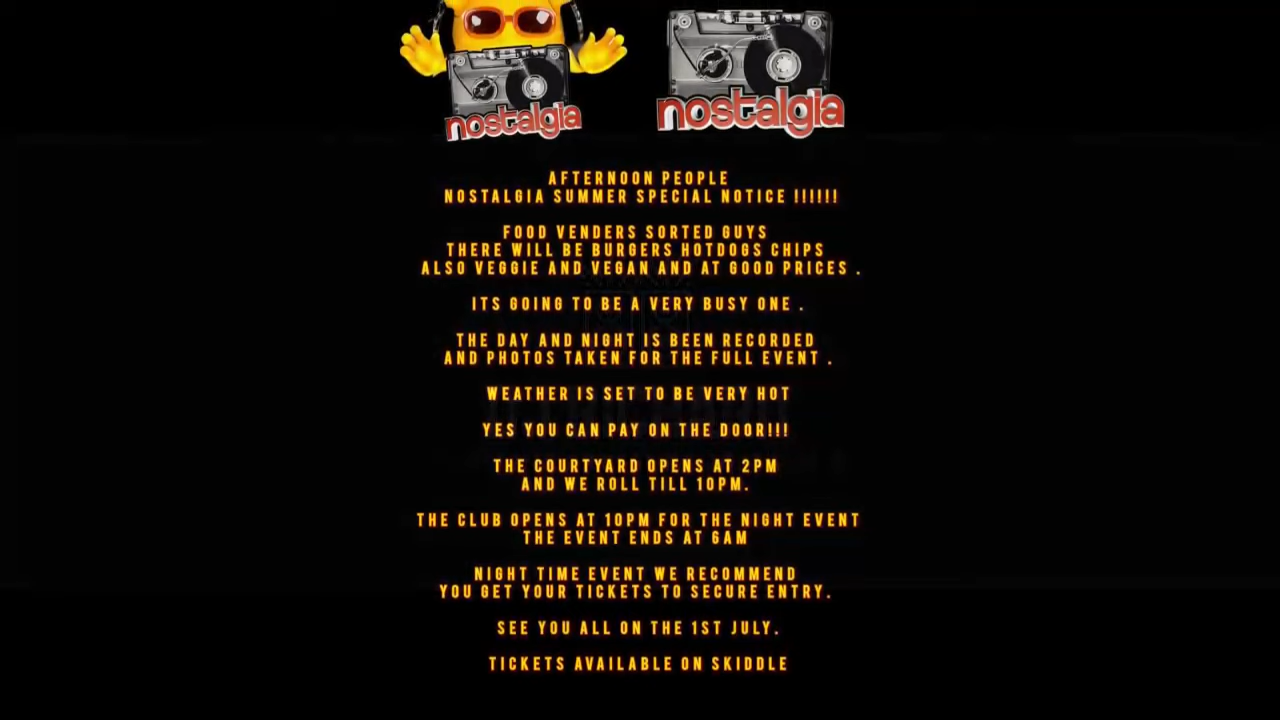 nostalgia
nostalgia
AFTERNOON PEOPLE
NOSTALGIA SUMMER SPECIAL NOTICE !!!!!!
FOOD VENDERS SORTED GUYS
THERE WILL BE BURGERS HOTDOGS CHIPS
ALSO VEGGIE AND VEGAN AND AT GOOD PRICES .
ITS GOING TO BE A VERY BUSY ONE .
THE DAY AND NIGHT IS BEEN RECORDED
AND PHOTOS TAKEN FOR THE FULL EVENT .
WEATHER IS SET TO BE VERY HOT
YES YOU CAN PAY ON THE DOOR!!!
THE COURTYARD OPENS AT 2PM
AND WE ROLL TILL 10PM.
THE CLUB OPENS AT 10PM FOR THE NIGHT EVENT
THE EVENT ENDS AT 6AM
NIGHT TIME EVENT WE RECOMMEND
YOU GET YOUR TICKETS TO SECURE ENTRY.
SEE YOU ALL ON THE 1ST JULY.
TICKETS AVAILABLE ON SKIDDLE